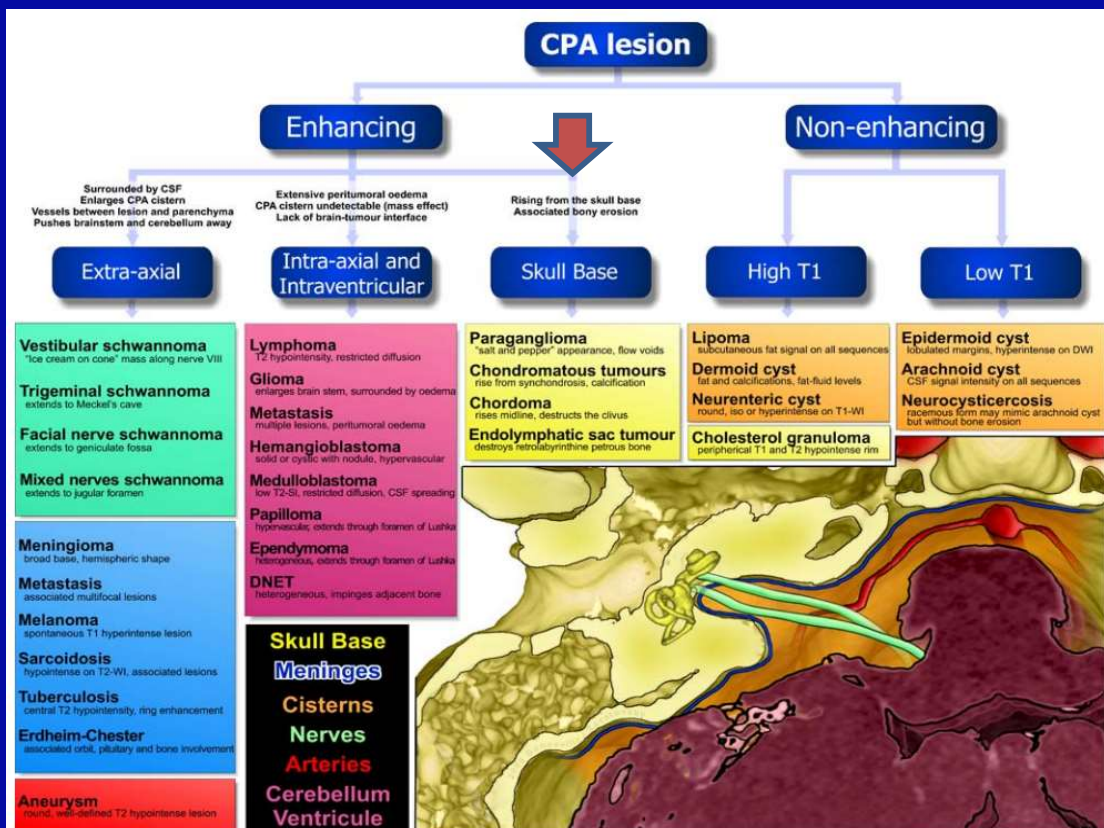 CPA lesion
Enhancing
Non-enhancing
Surrounded by CSF
Enlarges CPA cistern
Vessels between lesion and parenchyma
Pushes brainstem and cerebellum away
Extensive peritumoral oedema
CPA cistern undetectable (mass effect)
Lack of brain-tumour interface
Rising from the skull base
Associated bony erosion
Extra-axial
Intra-axial and
Intraventricular
Skull Base
High T1
Low T1
Vestibular schwannoma
"Ice cream on cone" mass along nerve VIII
Trigeminal schwannoma
extends to Meckel's cave
Facial nerve schwannoma
extends to geniculate fossa
Mixed nerves schwannoma
extends to jugular foramen
Meningioma
broad base, hemispheric shape
Metastasis
associated multifocal lesions
Melanoma
spontaneous T1 hyperintense lesion
Sarcoidosis
hypointense on T2-WI, associated lesions
Tuberculosis
central T2 hypointensity, ring enhancement
Erdheim-Chester
associated orbit, pituitary and bone involvement
Aneurysm
round, well-defined T2 hypointense lesion
Lymphoma
T2 hypointensity, restricted diffusion
Glioma
enlarges brain stem, surrounded by oedema
Metastasis
multiple lesions, peritumoral oedema
Hemangioblastoma
solid or cystic with nodule, hypervascular
Medulloblastoma
low T2-SI, restricted diffusion, CSF spreading
Papilloma
hypervascular, extends through foramen of Lushka
Ependymoma
heterogeneous, extends through foramen of Lushka
DNET
heterogeneous, impinges adjacent bone
Skull Base
Meninges
Cisterns
Nerves
Arteries
Cerebellum
Ventricule
Paraganglioma
"salt and pepper" appearance, flow voids
Chondromatous tumours
rise from synchondrosis, calcification
Chordoma
rises midline, destructs the clivus
Endolymphatic sac tumour
destroys retrolabyrinthine petrous bone
Lipoma
subcutaneous fat signal on all sequences
Dermoid cyst
fat and calcifications, fat-fluid levels
Neurenteric cyst
round, iso or hyperintense on T1-WI
Cholesterol granuloma
peripherical T1 and T2 hypointense rim
Epidermoid cyst
lobulated margins, hyperintense on DWI
Arachnoid cyst
CSF signal intensity on all sequences
Neurocysticercosis
racemous form may mimic arachnoid cyst
but without bone erosion